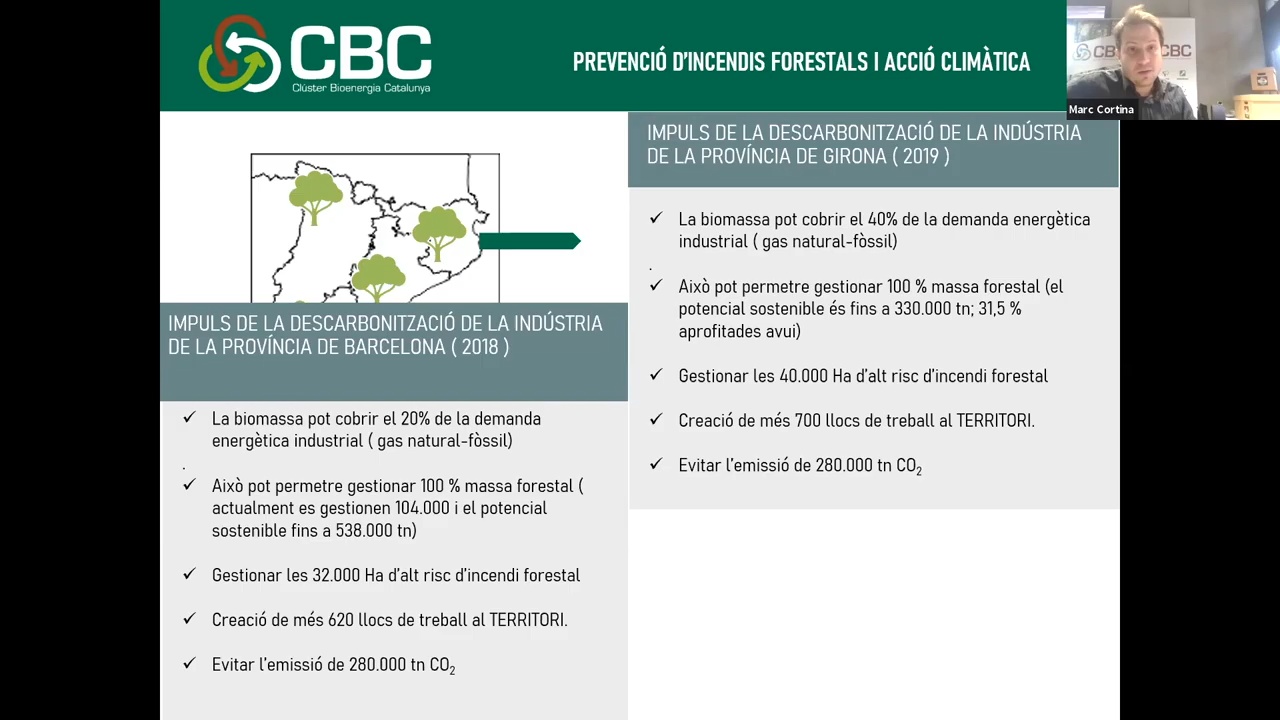 CBC
Clúster Bioenergia Catalunya
PREVENCIÓ D'INCENDIS FORESTALS I ACCIÓ CLIMÀTICA
CBC
Marc Cortina
IMPULS DE LA DESCARBONITZACIÓ DE LA INDÚSTRIA
DE LA PROVÍNCIA DE BARCELONA ( 2018 )
✓ La biomassa pot cobrir el 20% de la demanda
energètica industrial ( gas natural-fòssil)
.
✓ Això pot permetre gestionar 100 % massa forestal (
actualment es gestionen 104.000 i el potencial
sostenible fins a 538.000 tn)
✓ Gestionar les 32.000 Ha d'alt risc d'incendi forestal
✓ Creació de més 620 llocs de treball al TERRITORI.
✓ Evitar l'emissió de 280.000 tn CO₂
IMPULS DE LA DESCARBONITZACIÓ DE LA INDÚSTRIA
DE LA PROVÍNCIA DE GIRONA ( 2019 )
✓ La biomassa pot cobrir el 40% de la demanda energètica
industrial ( gas natural-fòssil)
.
✓ Això pot permetre gestionar 100 % massa forestal (el
potencial sostenible és fins a 330.000 tn; 31,5 %
aprofitades avui)
✓ Gestionar les 40.000 Ha d'alt risc d'incendi forestal
✓ Creació de més 700 llocs de treball al TERRITORI.
✓ Evitar l'emissió de 280.000 tn CO₂